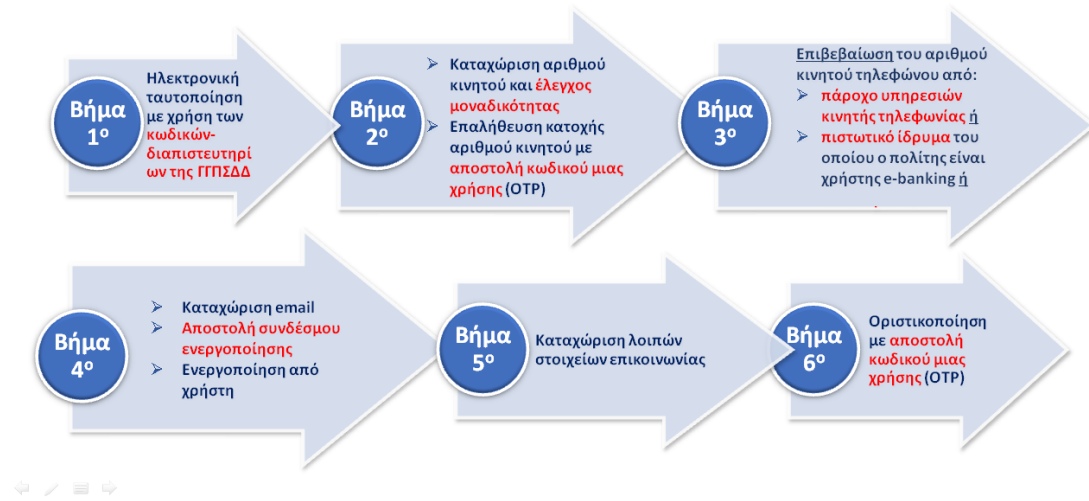 Βήμα
1ο
Ηλεκτρονική
ταυτοποίηση
με χρήση των
κωδικών-
διαπιστευτηρί
ων της ΓΓΠΣΔΔ
Βήμα
2ο
Καταχώριση αριθμού
κινητού και έλεγχος
μοναδικότητας
Επαλήθευση κατοχής
αριθμού κινητού με
αποστολή κωδικού μιας
χρήσης (OTP)
Βήμα
3ο
Επιβεβαίωση του αριθμού
κινητού τηλεφώνου από:
πάροχο υπηρεσιών
κινητής τηλεφωνίας ή
πιστωτικό ίδρυμα του
οποίου ο πολίτης είναι
χρήστης e-banking ή
Βήμα
4ο
Καταχώριση email
Αποστολή συνδέσμου
ενεργοποίησης
Ενεργοποίηση από
χρήστη
Βήμα
5ο
Καταχώριση λοιπών
στοιχείων επικοινωνίας
Βήμα
6ο
Οριστικοποίηση
με αποστολή
κωδικού μιας
χρήσης (OTP)